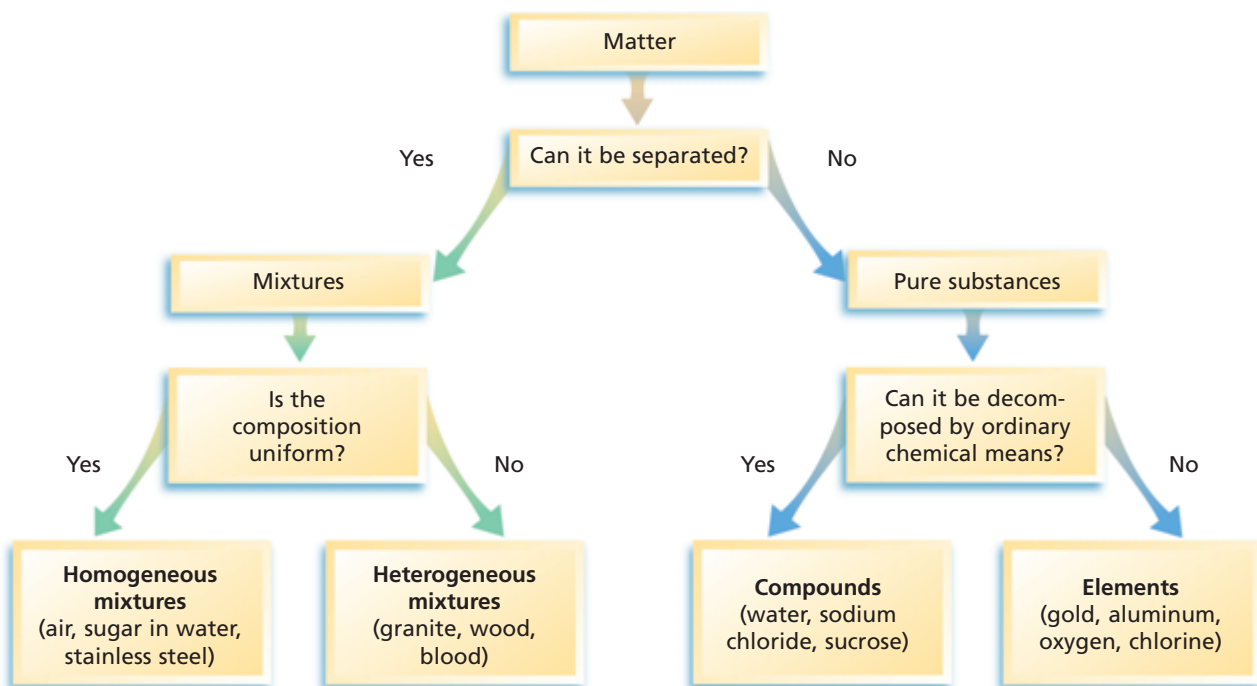 Matter
Can it be separated?
Yes
No
Mixtures
Pure substances
Is the
composition
uniform?
Yes
No
Can it be decom-
posed by ordinary
chemical means?
Yes
No
Homogeneous
mixtures
(air, sugar in water,
stainless steel)
Heterogeneous
mixtures
(granite, wood,
blood)
Compounds
(water, sodium
chloride, sucrose)
Elements
(gold, aluminum,
oxygen, chlorine)